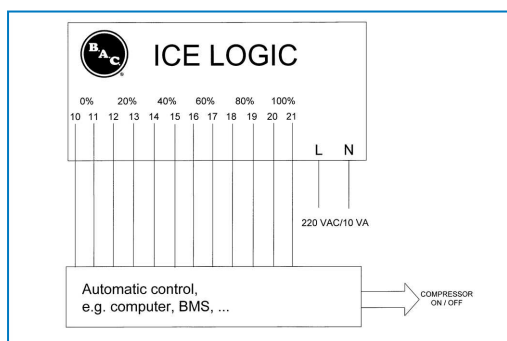 B.A.C. ® ICE LOGIC
0% 20% 40% 60% 80% 100%
10 11 12 13 14 15 16 17 18 19 20 21
L N
220 VAC/10 VA
Automatic control,
e.g. computer, BMS, ...
COMPRESSOR
ON / OFF